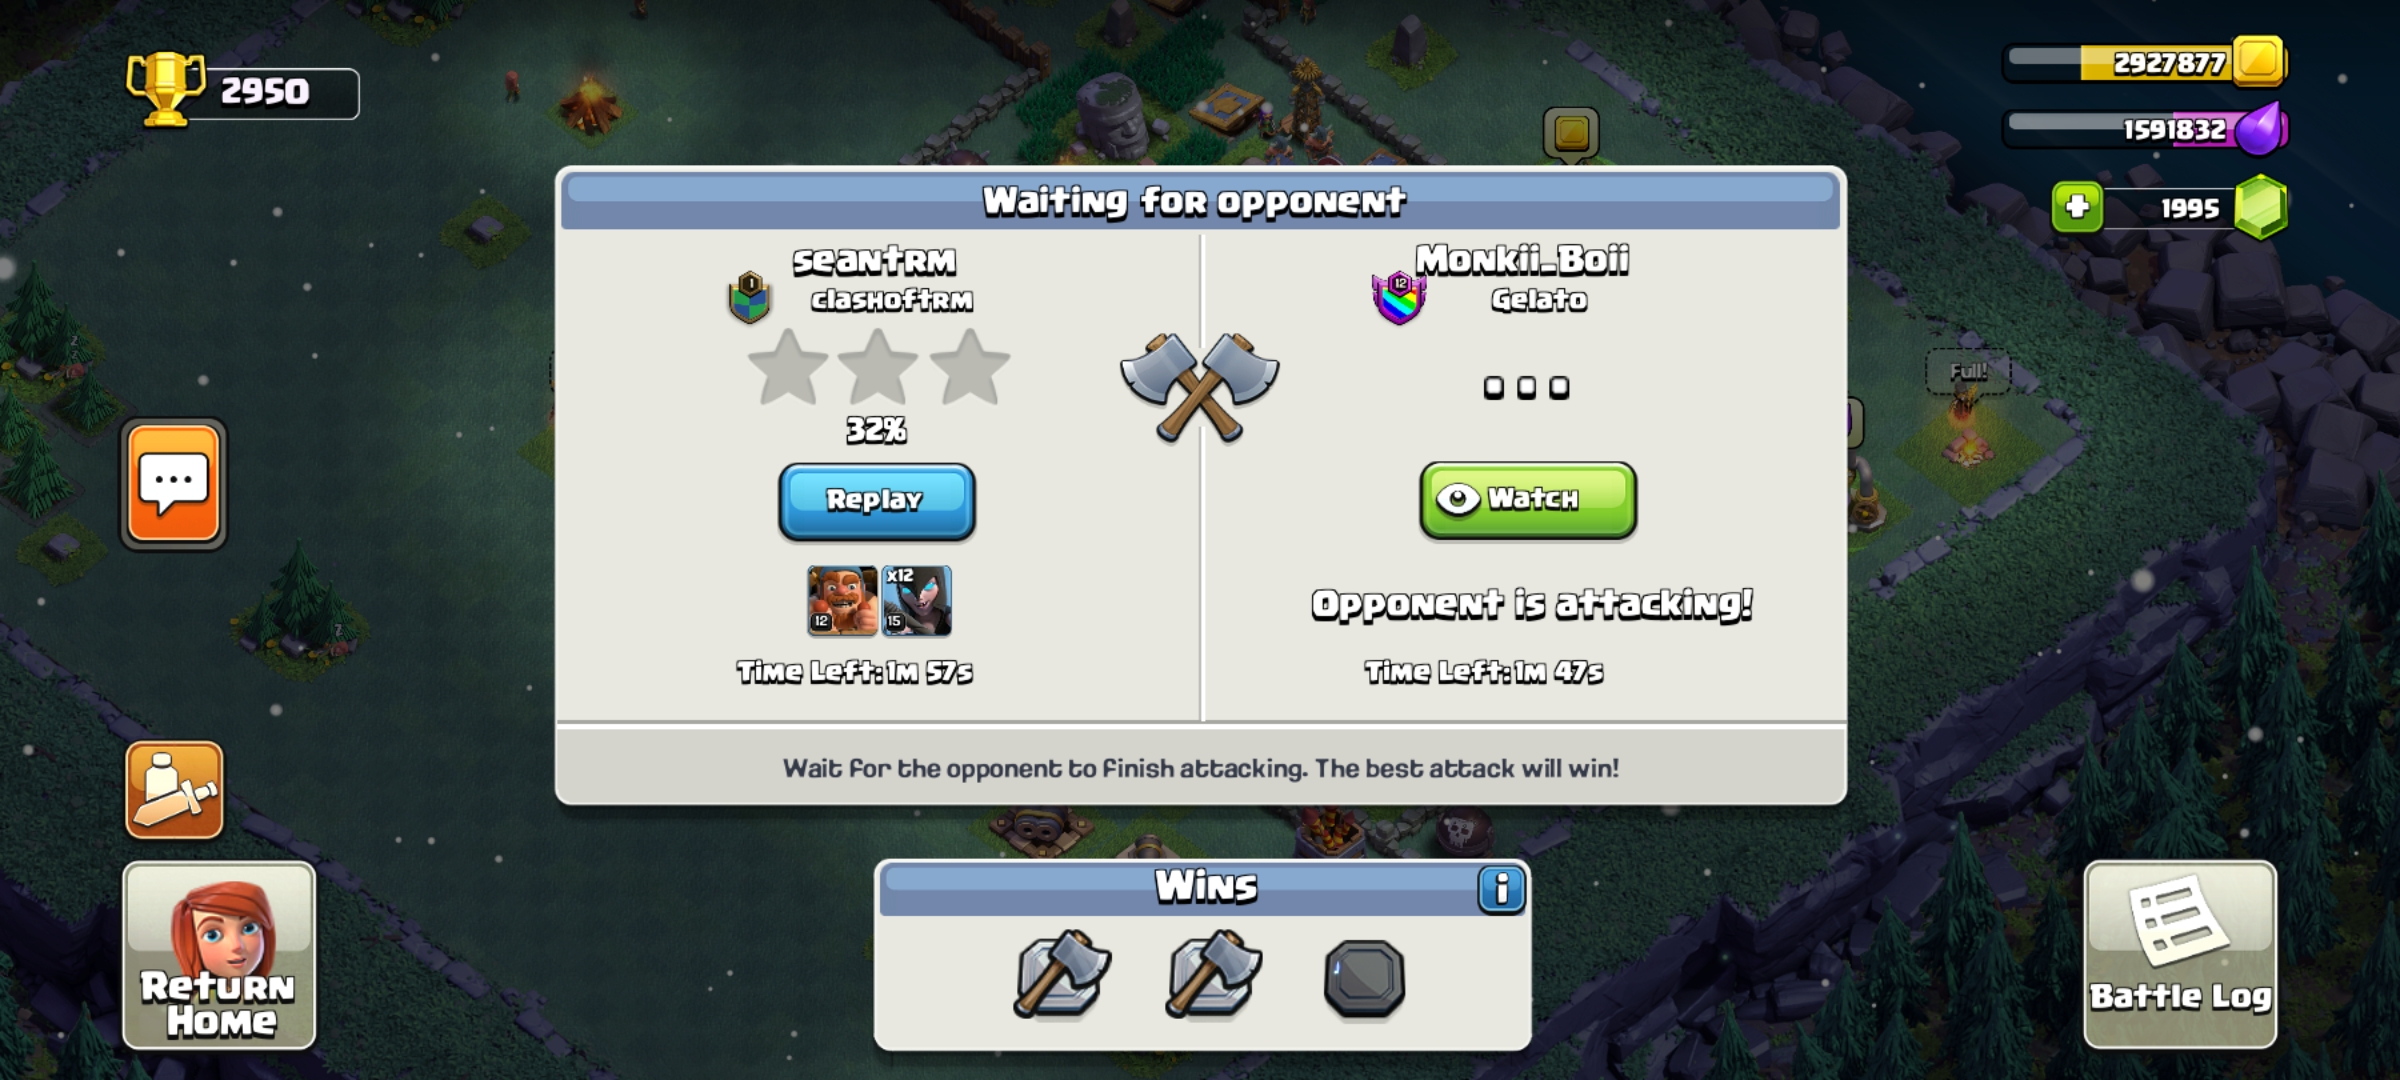 2950
2927877
1591832
1995
Waiting for opponent
seantrm
1
clashoftrm
32%
Replay
x12
12
15
Time Left:1m 57s
Monkii_Boii
12
Gelato
Watch
Opponent is attacking!
Time Left:1m 47s
Full!
Wait for the opponent to finish attacking. The best attack will win!
Wins
i
Return
Home
Battle Log
z
z
z